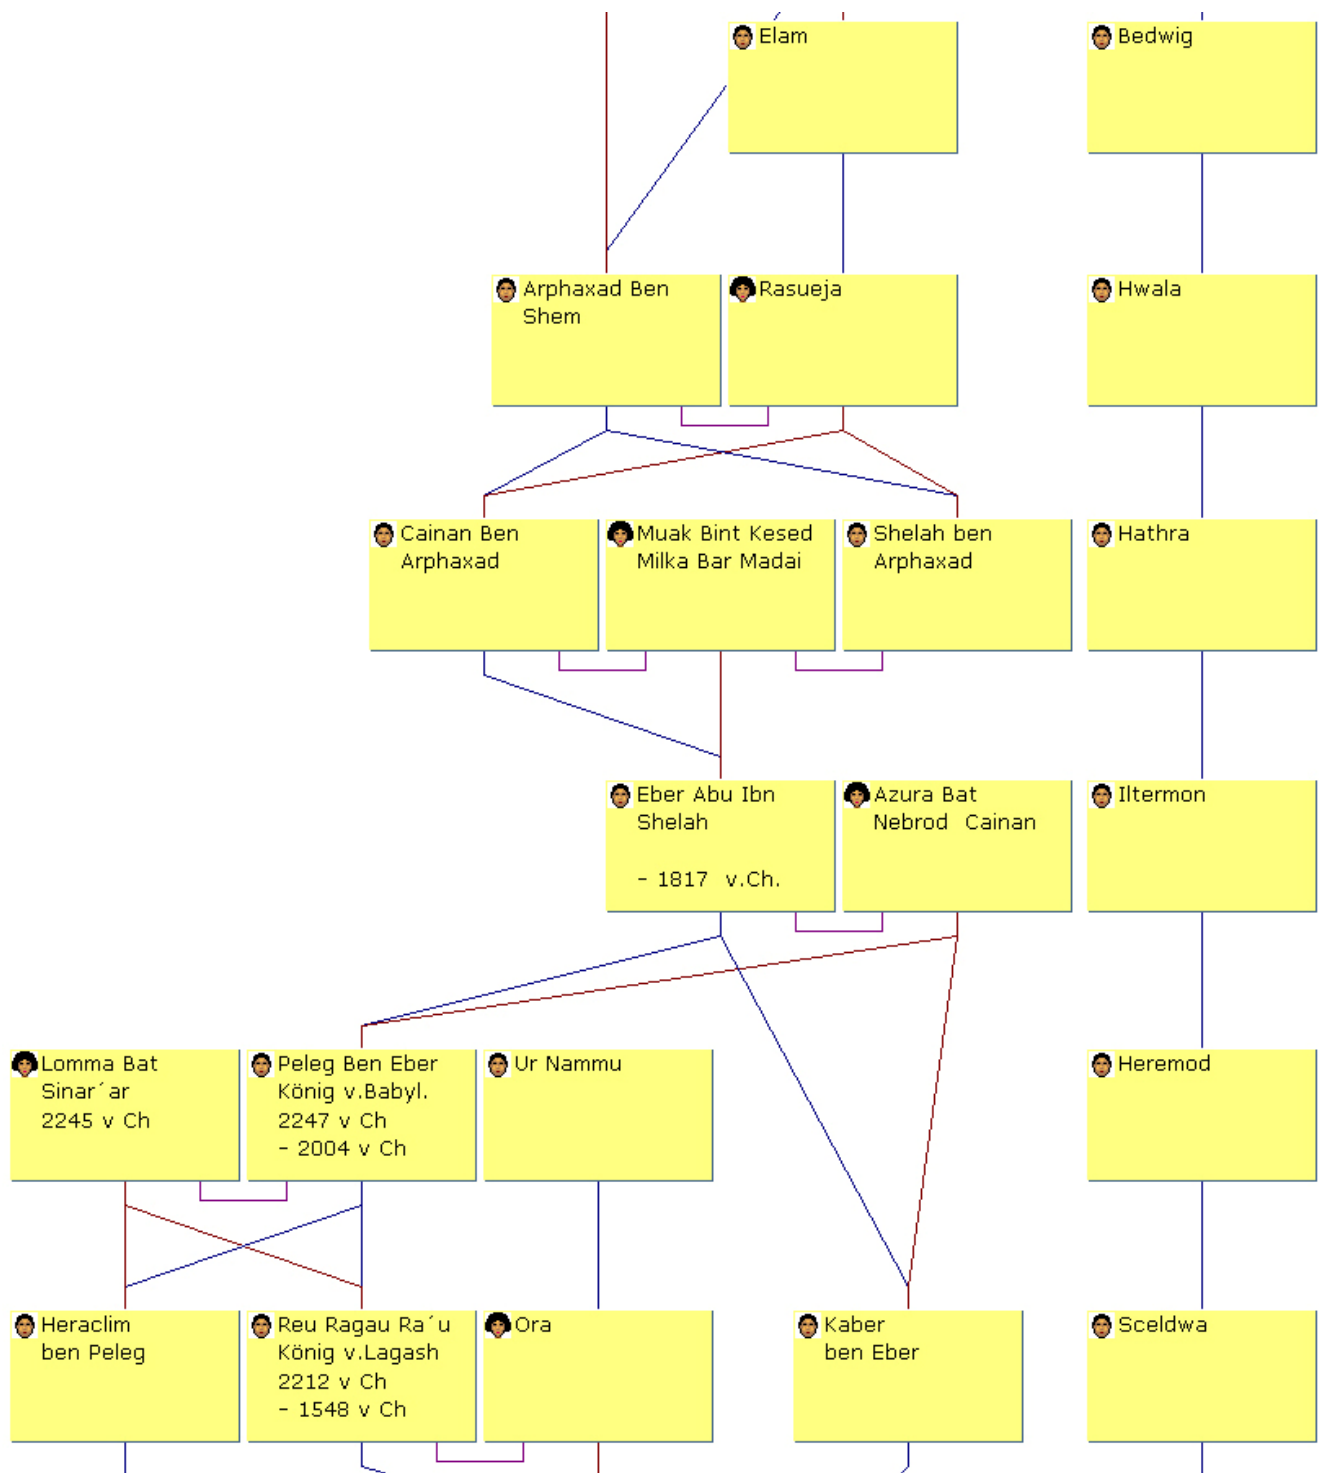 Elam
Bedwig
Arphaxad Ben
Shem
Rasueja
Hwala
Cainan Ben
Arphaxad
Muak Bint Kesed
Milka Bar Madai
Shelah ben
Arphaxad
Hathra
Eber Abu Ibn
Shelah
- 1817  v.Ch.
Azura Bat
Nebrod  Cainan
Iltermon
Lomma Bat
Sinar´ar
2245 v Ch
Peleg Ben Eber
König v.Babyl.
2247 v Ch
- 2004 v Ch
Ur Nammu
Heremod
Heraclim
ben Peleg
Reu Ragau Ra´u
König v.Lagash
2212 v Ch
- 1548 v Ch
Ora
Kaber
ben Eber
Sceldwa